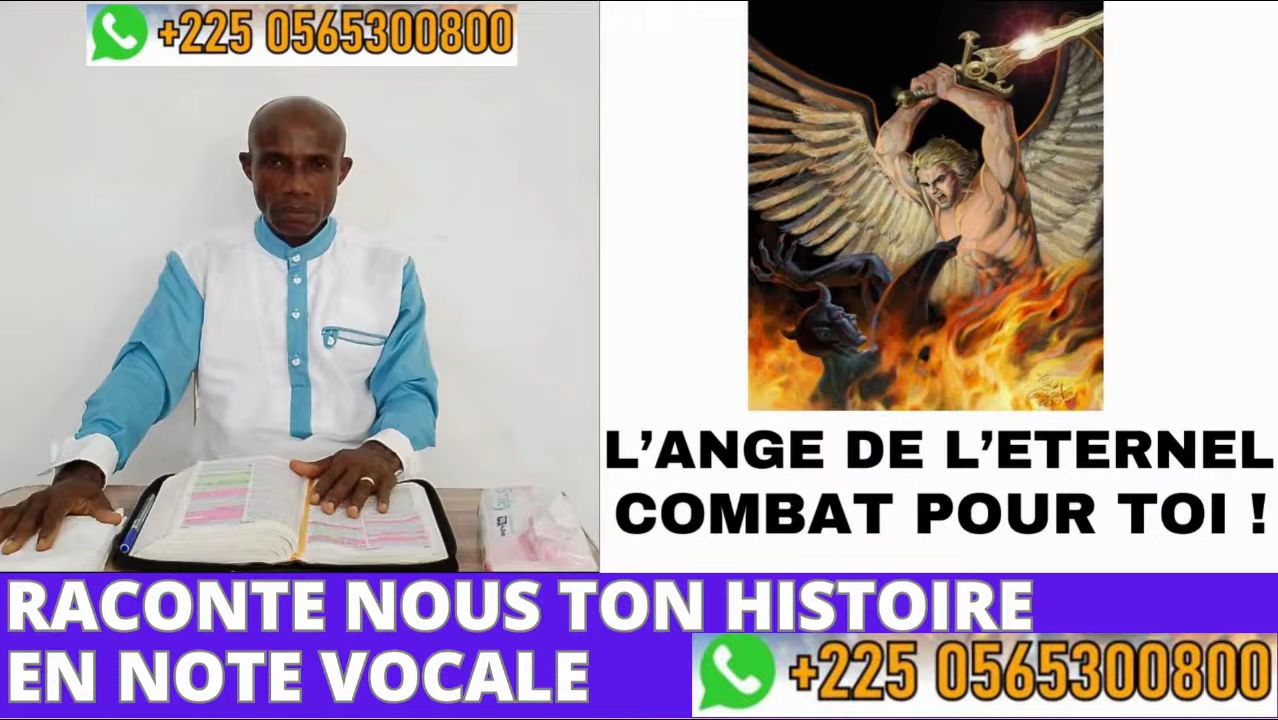 +225 0565300800
L’ANGE DE L’ETERNEL
COMBAT POUR TOI !
RACONTE NOUS TON HISTOIRE
EN NOTE VOCALE
+225 0565300800